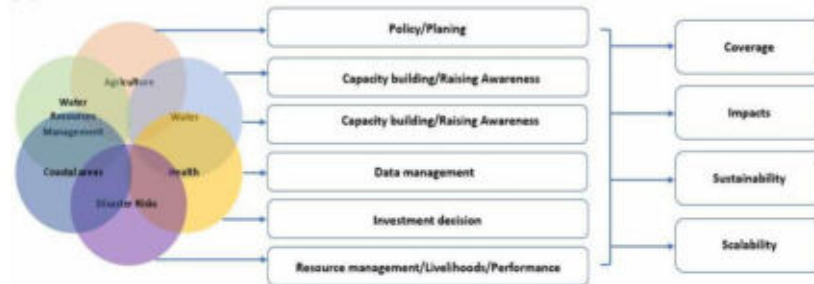 Agriculture
Water
Resources
Management
Water
Coastal areas
Health
Disaster Risks
Policy/Planing
Capacity building/Raising Awareness
Capacity building/Raising Awareness
Data management
Investment decision
Resource management/Livelihoods/Performance
Coverage
Impacts
Sustainability
Scalability